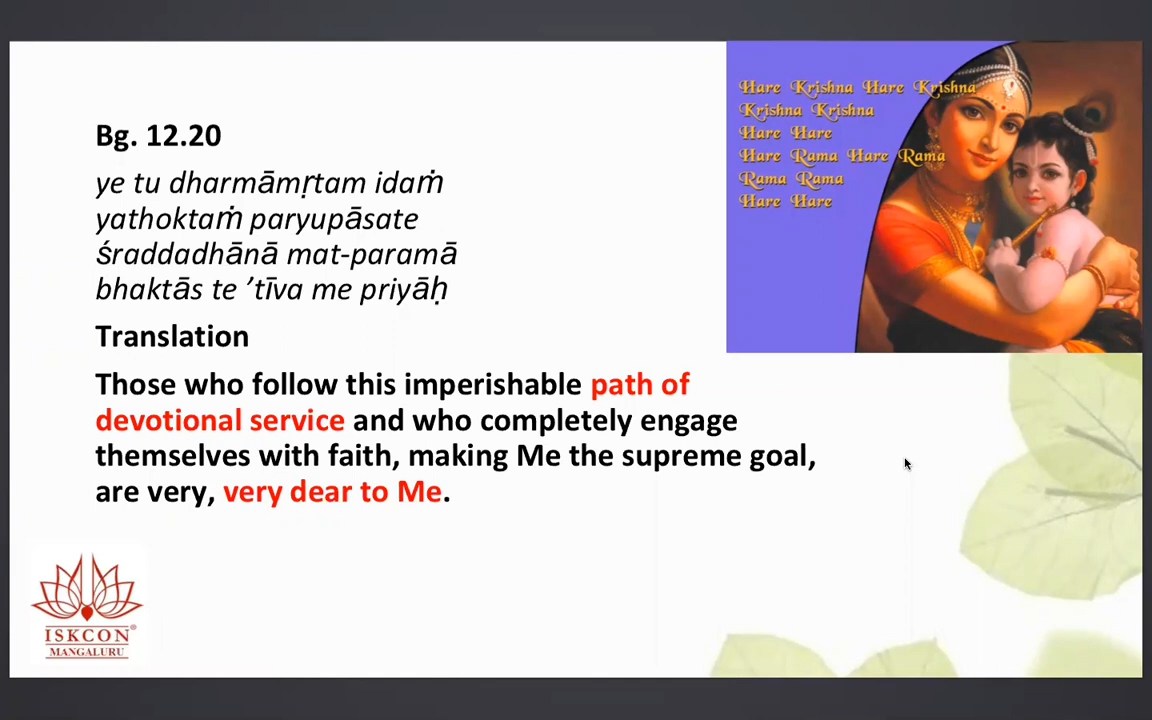 Bg. 12.20
ye tu dharmāmṛtam idaṁ
yathoktaṁ paryupāsate
śraddadhānā mat-paramā
bhaktās te ’tīva me priyāḥ
Translation
Those who follow this imperishable path of
devotional service and who completely engage
themselves with faith, making Me the supreme goal,
are very, very dear to Me.
Hare Krishna Hare Krishna
Krishna Krishna
Hare Hare
Hare Rama Hare Rama
Rama Rama
Hare Hare
ISKCON®
MANGALURU